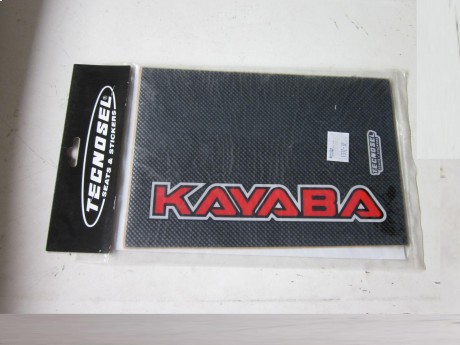 TECNOSEL
SEATS & STICKERS
KAYABA
TECNOSEL